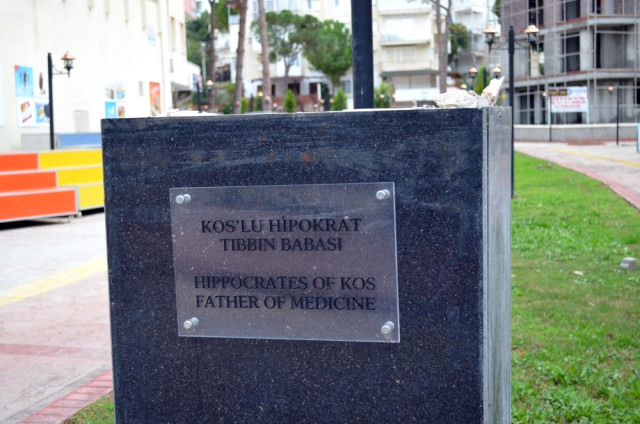 KOS'LU HİPOKRAT
TIBBIN BABASI
HIPPOCRATES OF KOS
FATHER OF MEDICINE